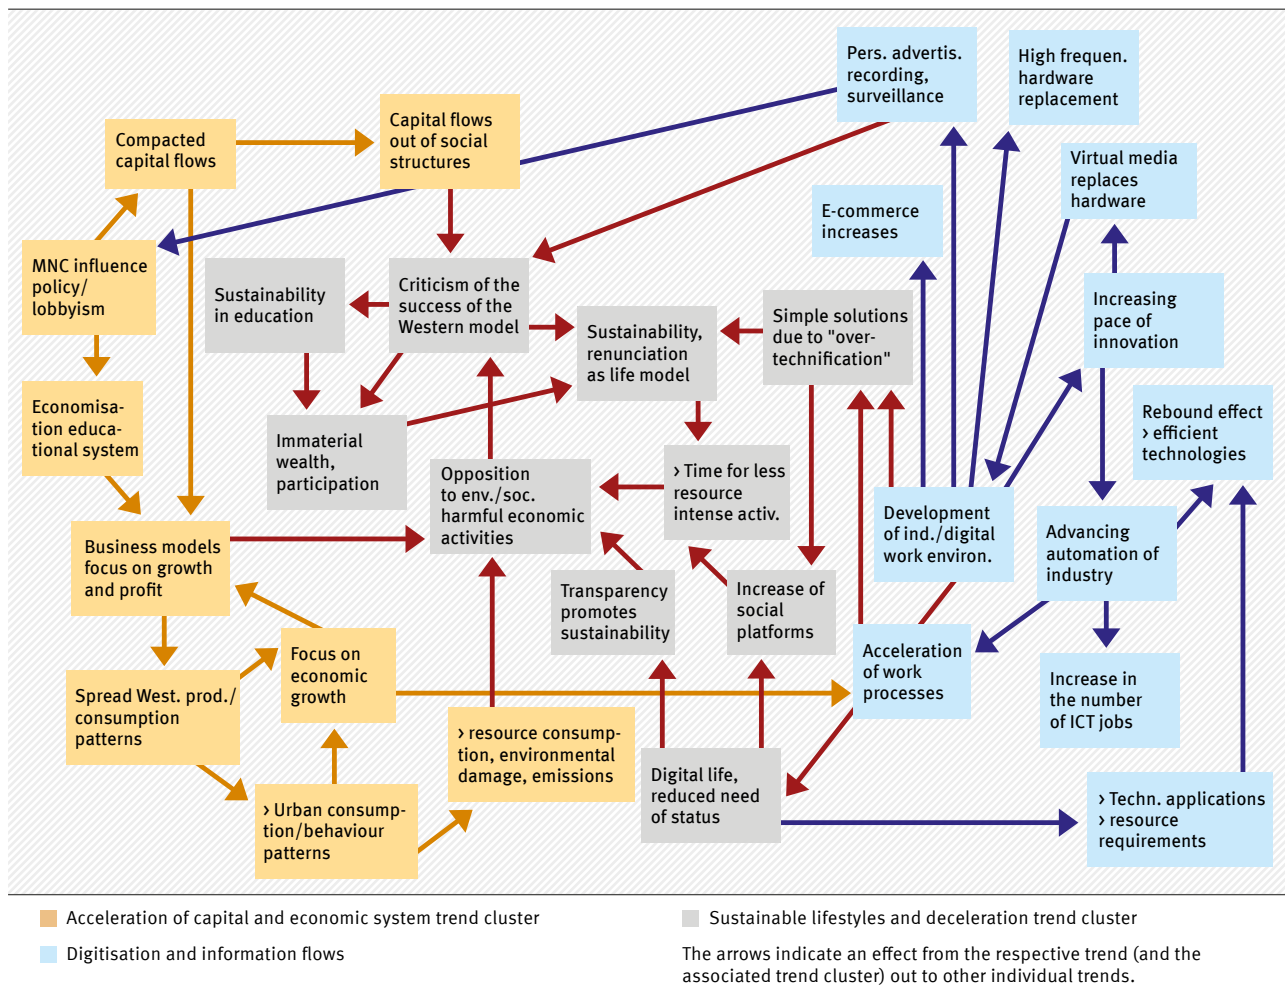 Pers. advertis.
recording,
surveillance
High frequen.
hardware
replacement
Compacted
capital flows
Capital flows
out of social
structures
Virtual media
replaces
hardware
E-commerce
increases
MNC influence
policy/
lobbyism
Sustainability
in education
Criticism of the
success of the
Western model
Sustainability,
renunciation
as life model
Simple solutions
due to "over-
technification"
Increasing
pace of
innovation
Economisa-
tion educa-
tional system
Immaterial
wealth,
participation
Rebound effect
> efficient
technologies
Opposition
to env./soc.
harmful economic
activities
> Time for less
resource
intense activ.
Development
of ind./digital
work environ.
Advancing
automation of
industry
Business models
focus on growth
and profit
Transparency
promotes
sustainability
Increase of
social
platforms
Focus on
economic
growth
Acceleration
of work
processes
Increase in
the number
of ICT jobs
Spread West. prod./
consumption
patterns
> resource consump-
tion, environmental
damage, emissions
Digital life,
reduced need
of status
> Urban consump-
tion/behaviour
patterns
> Techn. applications
> resource
requirements
Acceleration of capital and economic system trend cluster
Digitisation and information flows
Sustainable lifestyles and deceleration trend cluster
The arrows indicate an effect from the respective trend (and the
associated trend cluster) out to other individual trends.